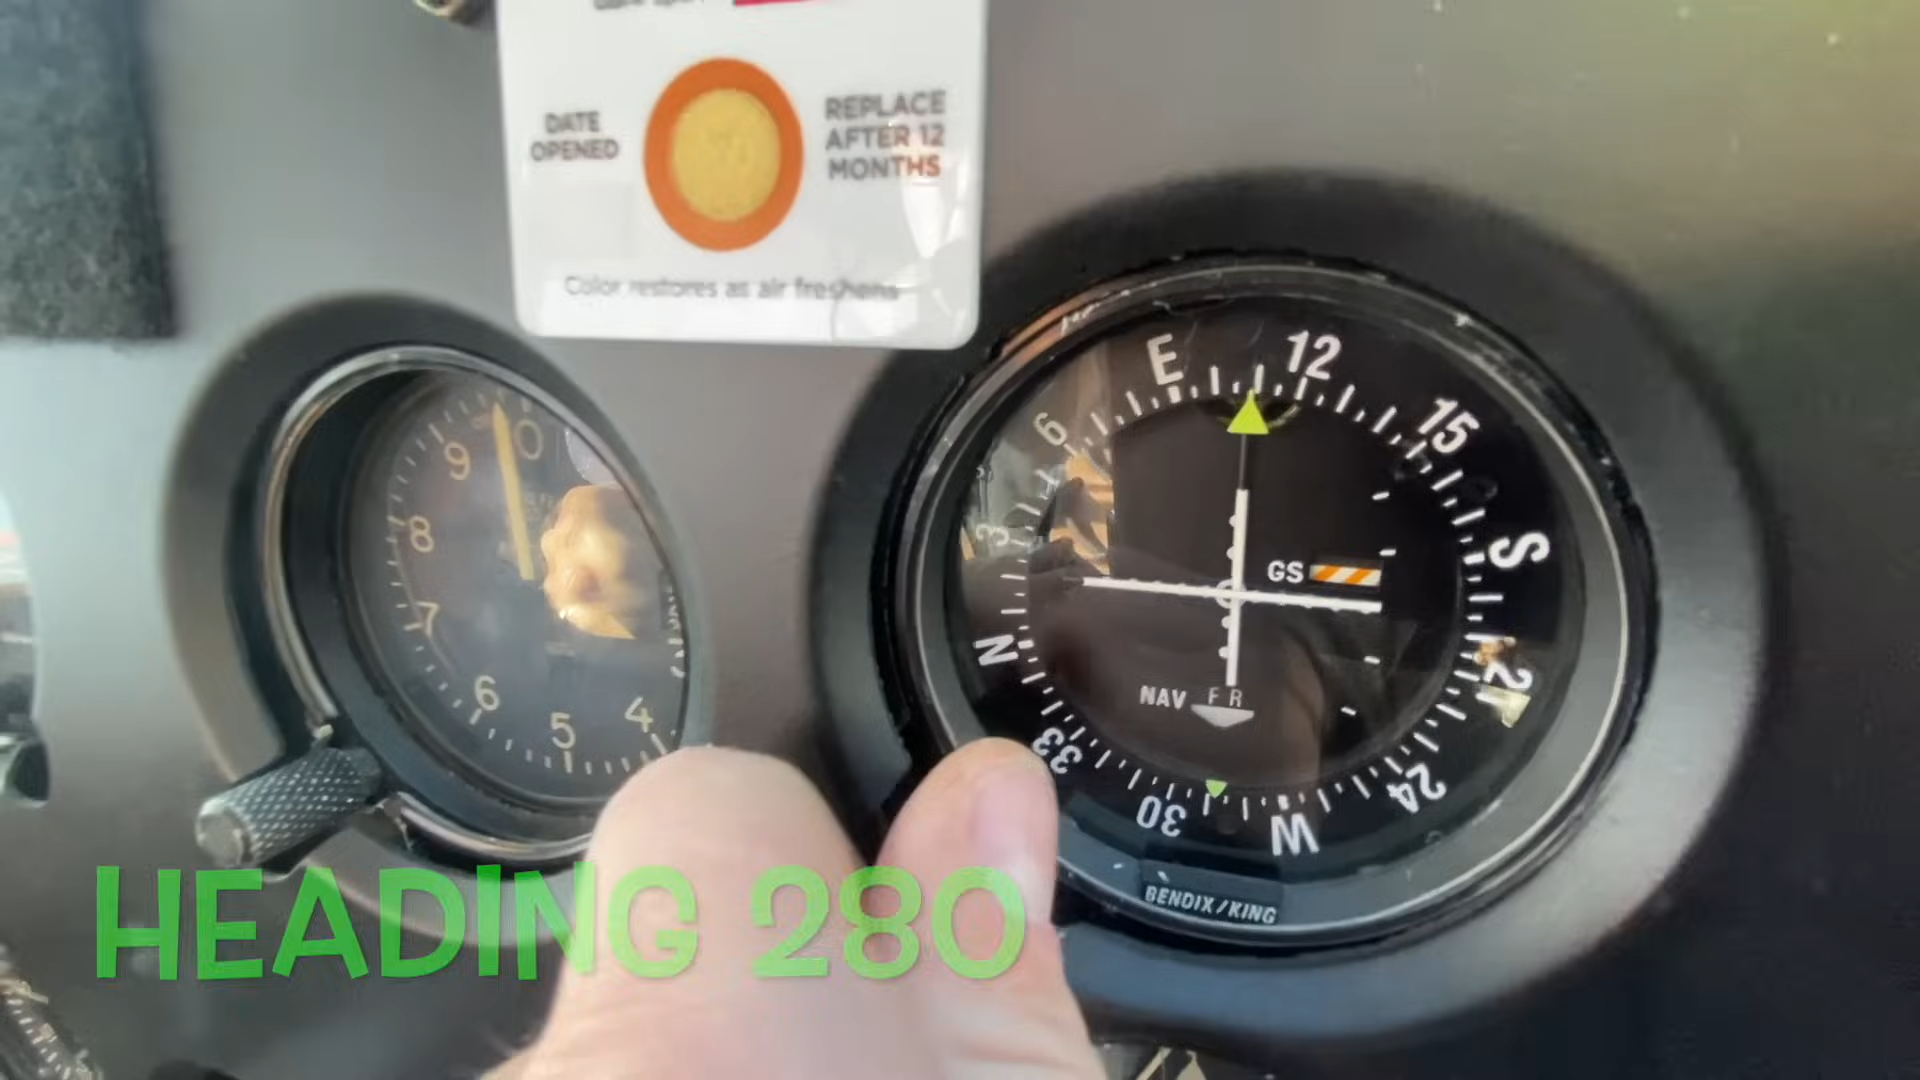 DATE
OPENED
REPLACE
AFTER 12
MONTHS
Color restores as air freshens
0
9
8
7
6
5
4
E
12
15
S
21
24
W
30
33
N
3
6
GS
NAV F R
BENDIX/KING
HEADING 280